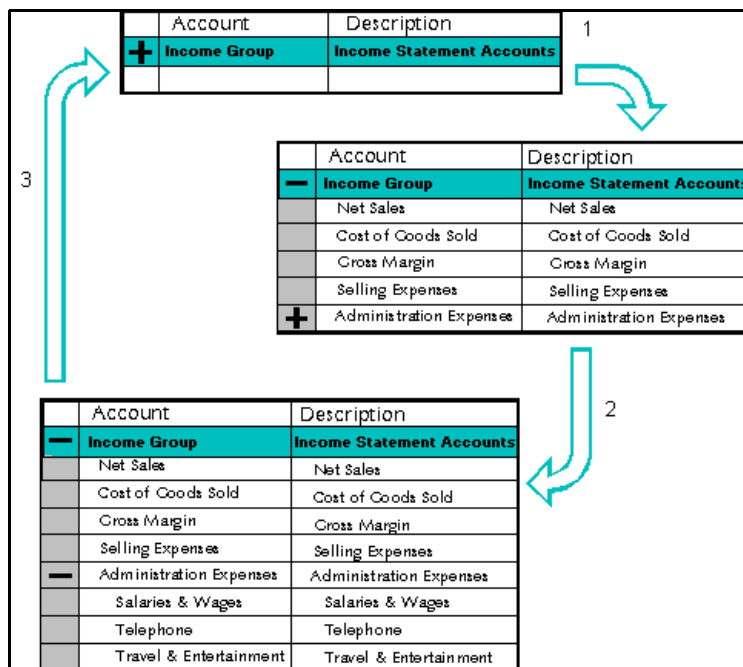 Account Description
+ Income Group Income Statement Accounts
1
Account Description
− Income Group Income Statement Accounts
Net Sales Net Sales
Cost of Goods Sold Cost of Goods Sold
Gross Margin Gross Margin
Selling Expenses Selling Expenses
+ Administration Expenses Administration Expenses
2
Account Description
− Income Group Income Statement Accounts
Net Sales Net Sales
Cost of Goods Sold Cost of Goods Sold
Gross Margin Gross Margin
Selling Expenses Selling Expenses
− Administration Expenses Administration Expenses
Salaries & Wages Salaries & Wages
Telephone Telephone
Travel & Entertainment Travel & Entertainment
3